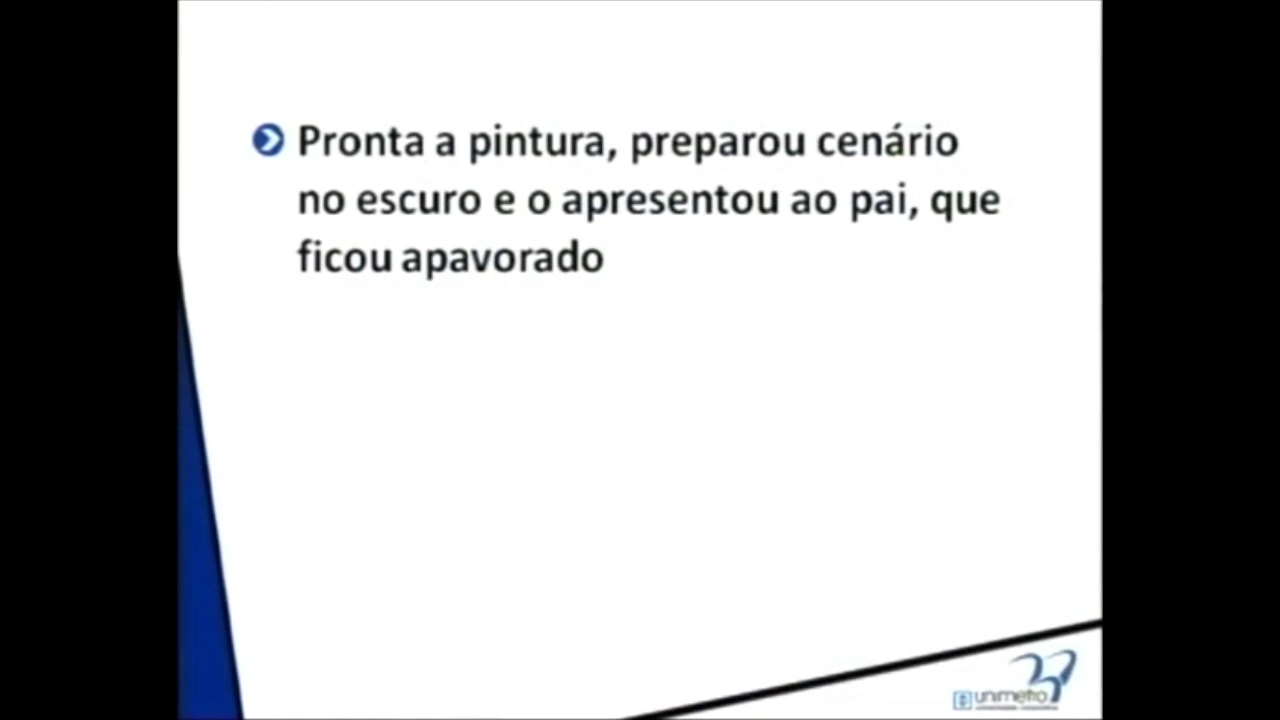 Pronta a pintura, preparou cenário
no escuro e o apresentou ao pai, que
ficou apavorado
unimetro